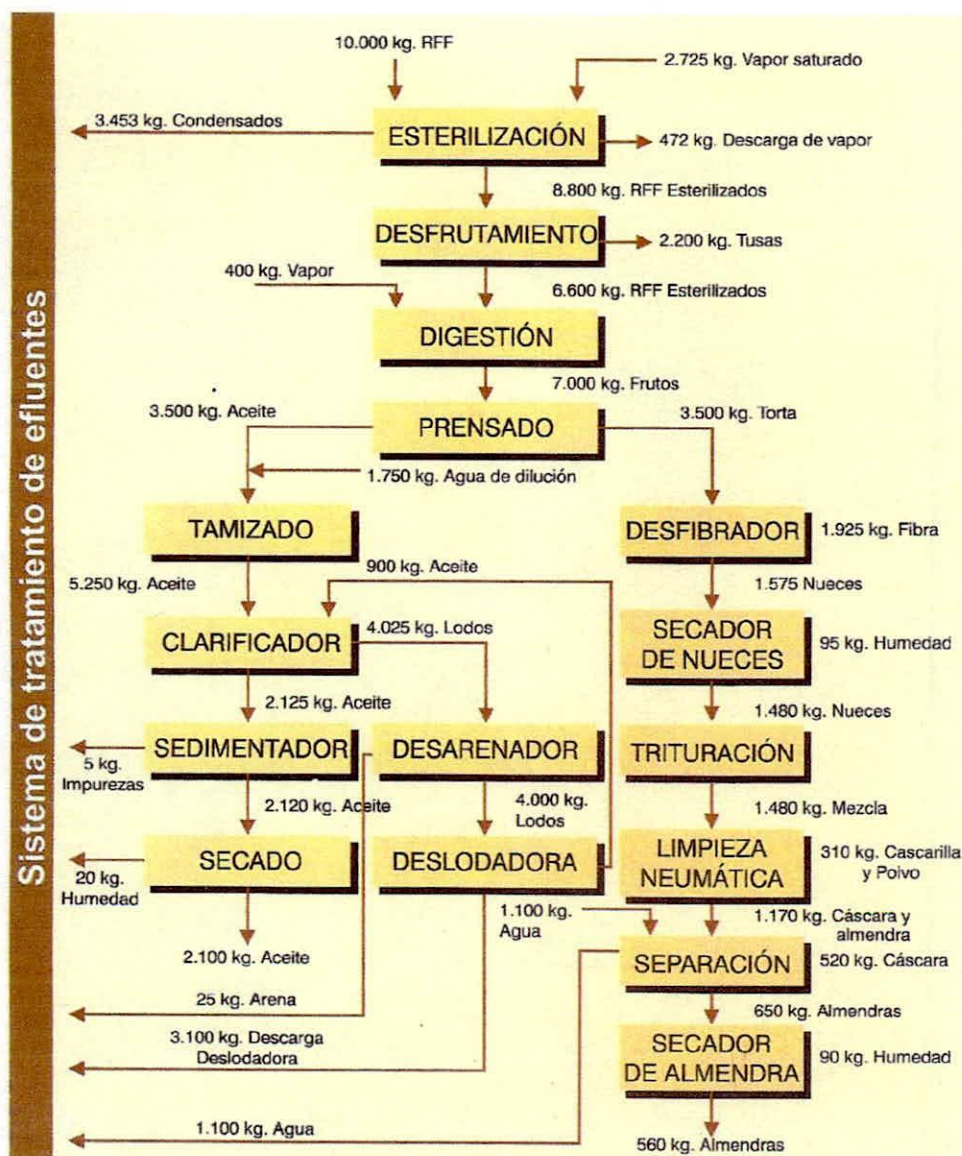 Sistema de tratamiento de efluentes
10.000 kg. RFF
2.725 kg. Vapor saturado
3.453 kg. Condensados
ESTERILIZACIÓN
472 kg. Descarga de vapor
8.800 kg. RFF Esterilizados
DESFRUTAMIENTO
2.200 kg. Tusas
400 kg. Vapor
6.600 kg. RFF Esterilizados
DIGESTIÓN
7.000 kg. Frutos
3.500 kg. Aceite
PRENSADO
3.500 kg. Torta
1.750 kg. Agua de dilución
TAMIZADO
DESFIBRADOR
1.925 kg. Fibra
5.250 kg. Aceite
900 kg. Aceite
1.575 Nueces
CLARIFICADOR
4.025 kg. Lodos
SECADOR
DE NUECES
95 kg. Humedad
2.125 kg. Aceite
1.480 kg. Nueces
SEDIMENTADOR
DESARENADOR
TRITURACIÓN
5 kg.
Impurezas
2.120 kg. Aceite
4.000 kg.
Lodos
1.480 kg. Mezcla
SECADO
DESLODADORA
LIMPIEZA
NEUMÁTICA
310 kg. Cascarilla
y Polvo
20 kg.
Humedad
1.100 kg.
Agua
1.170 kg. Cáscara y
almendra
2.100 kg. Aceite
SEPARACIÓN
520 kg. Cáscara
25 kg. Arena
650 kg. Almendras
3.100 kg. Descarga
Deslodadora
SECADOR
DE ALMENDRA
90 kg. Humedad
1.100 kg. Agua
560 kg. Almendras